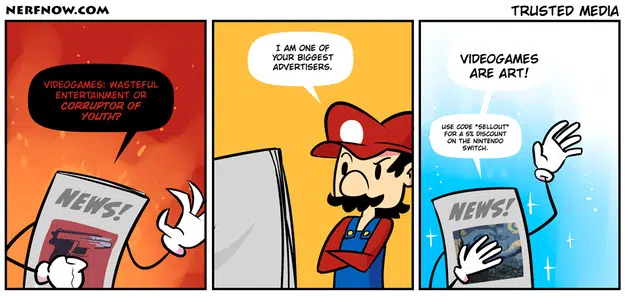 NERFNOW.COM
TRUSTED MEDIA
VIDEOGAMES: WASTEFUL
ENTERTAINMENT OR
CORRUPTOR OF
YOUTH?
NEWS!
I AM ONE OF
YOUR BIGGEST
ADVERTISERS.
VIDEOGAMES
ARE ART!
USE CODE "SELLOUT"
FOR A 5% DISCOUNT
ON THE NINTENDO
SWITCH.
NEWS!